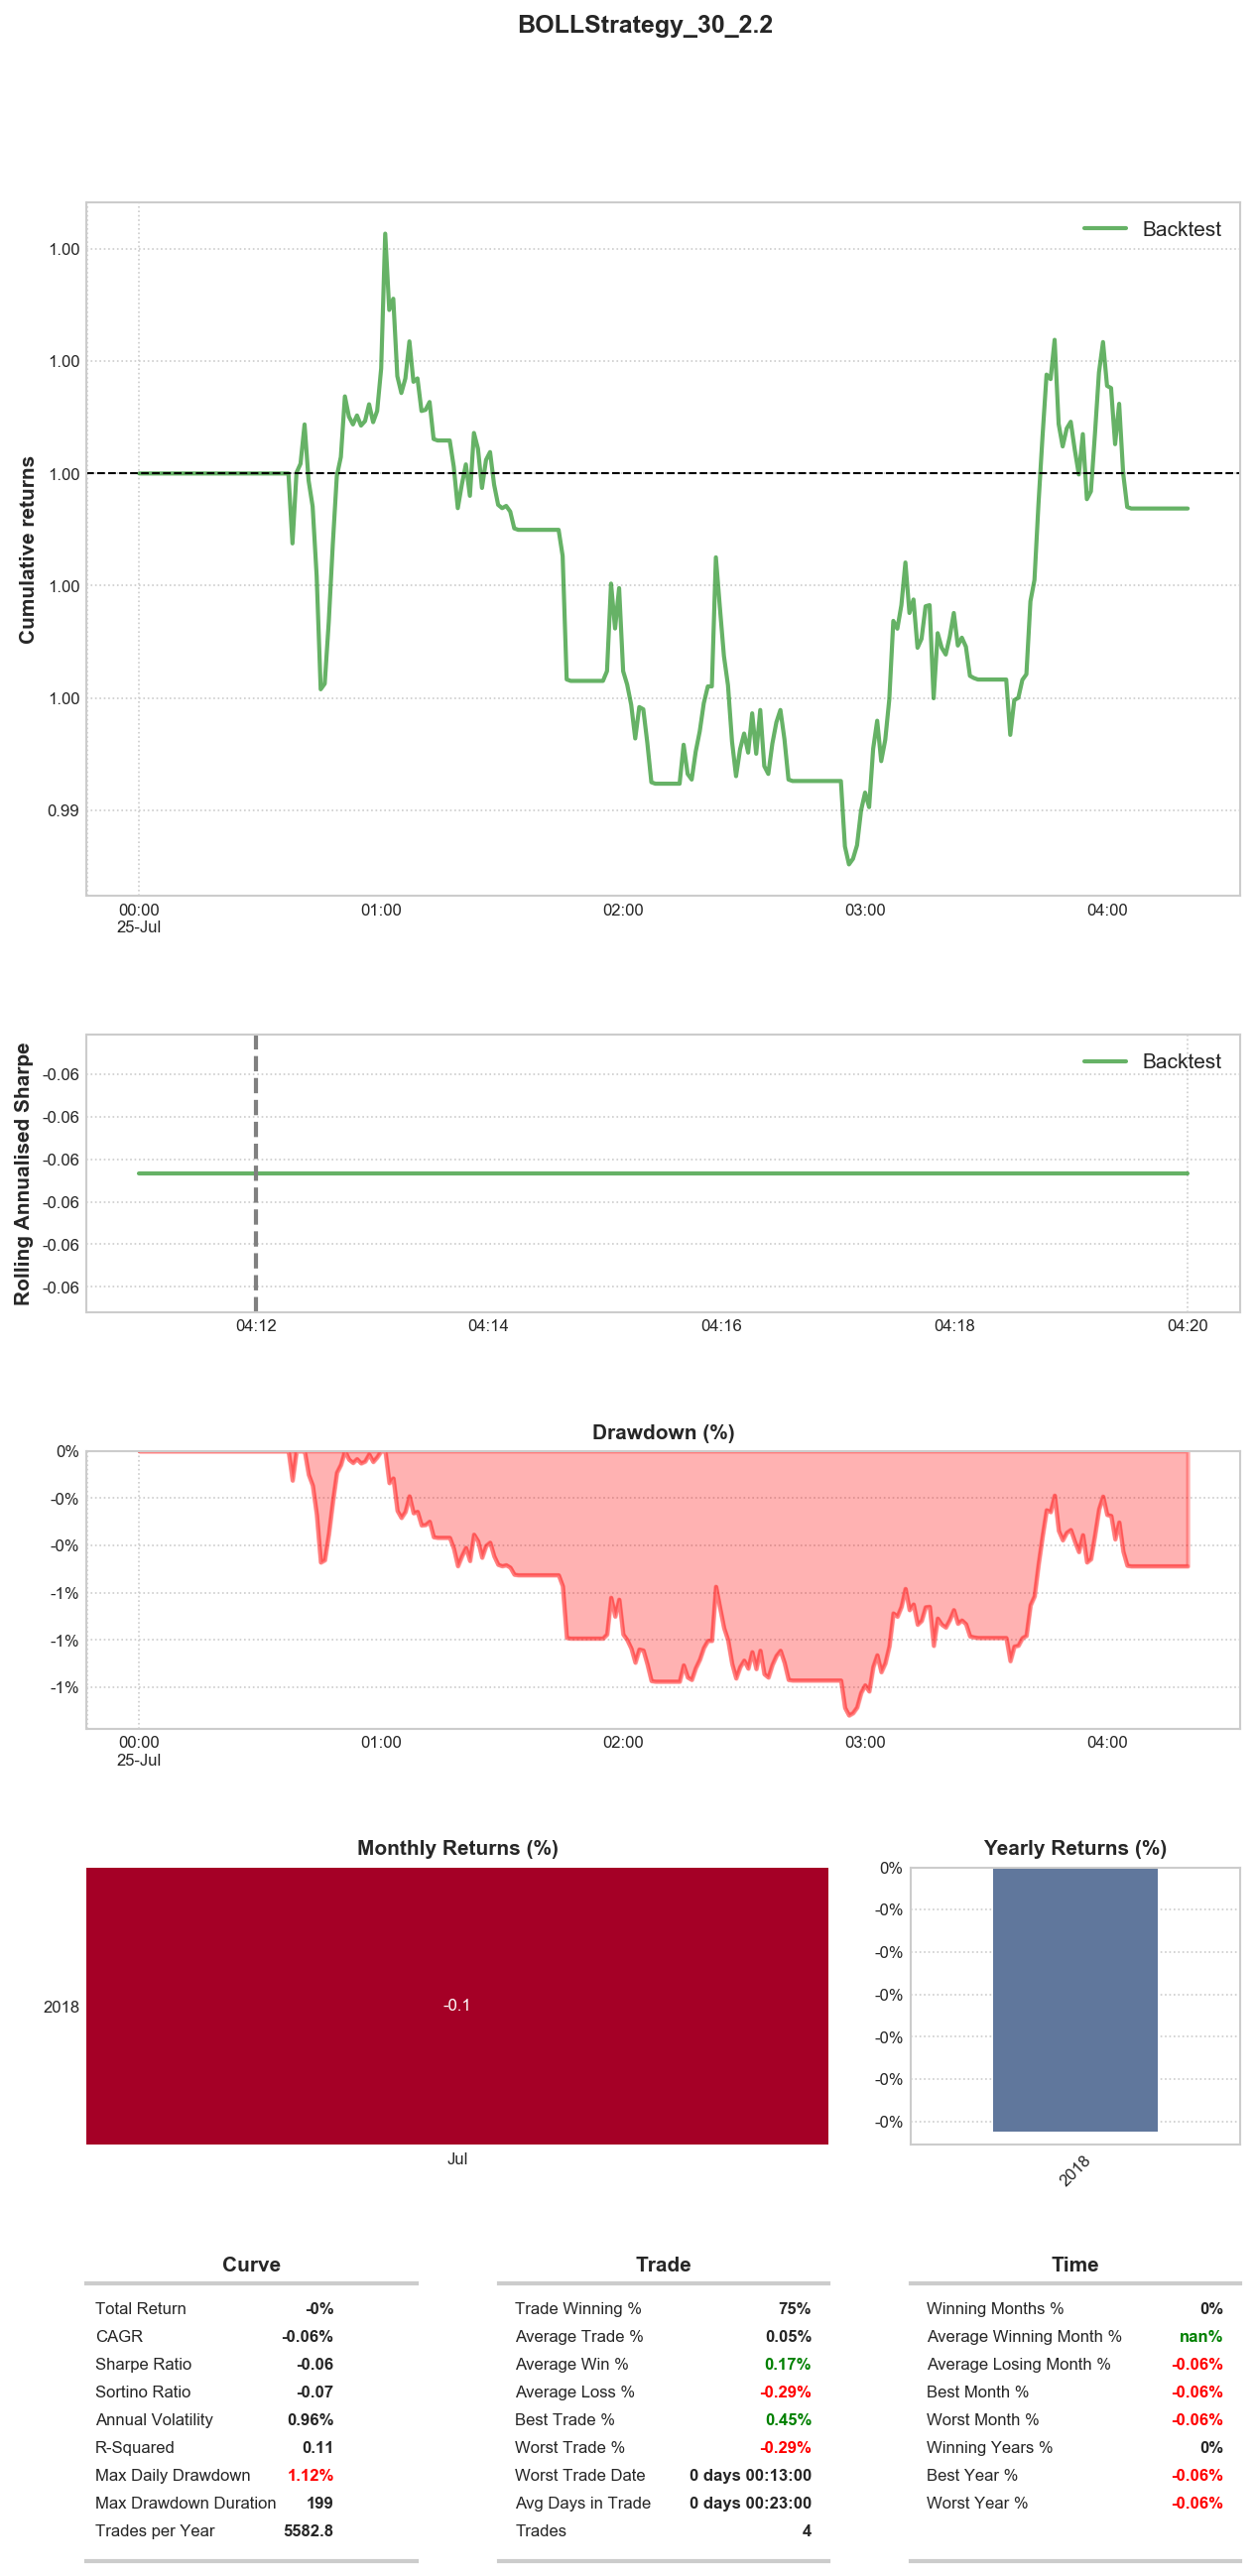 BOLLStrategy_30_2.2
Backtest
1.00
1.00
1.00
1.00
1.00
0.99
Cumulative returns
00:00 01:00 02:00 03:00 04:00
25-Jul
Backtest
-0.06
-0.06
-0.06
-0.06
-0.06
-0.06
Rolling Annualised Sharpe
04:12 04:14 04:16 04:18 04:20
Drawdown (%)
0%
-0%
-0%
-1%
-1%
-1%
00:00 01:00 02:00 03:00 04:00
25-Jul
Monthly Returns (%)
2018
-0.1
Jul
Yearly Returns (%)
0%
-0%
-0%
-0%
-0%
-0%
-0%
2018
Curve
Total Return -0%
CAGR -0.06%
Sharpe Ratio -0.06
Sortino Ratio -0.07
Annual Volatility 0.96%
R-Squared 0.11
Max Daily Drawdown 1.12%
Max Drawdown Duration 199
Trades per Year 5582.8
Trade
Trade Winning % 75%
Average Trade % 0.05%
Average Win % 0.17%
Average Loss % -0.29%
Best Trade % 0.45%
Worst Trade % -0.29%
Worst Trade Date 0 days 00:13:00
Avg Days in Trade 0 days 00:23:00
Trades 4
Time
Winning Months % 0%
Average Winning Month % nan%
Average Losing Month % -0.06%
Best Month % -0.06%
Worst Month % -0.06%
Winning Years % 0%
Best Year % -0.06%
Worst Year % -0.06%